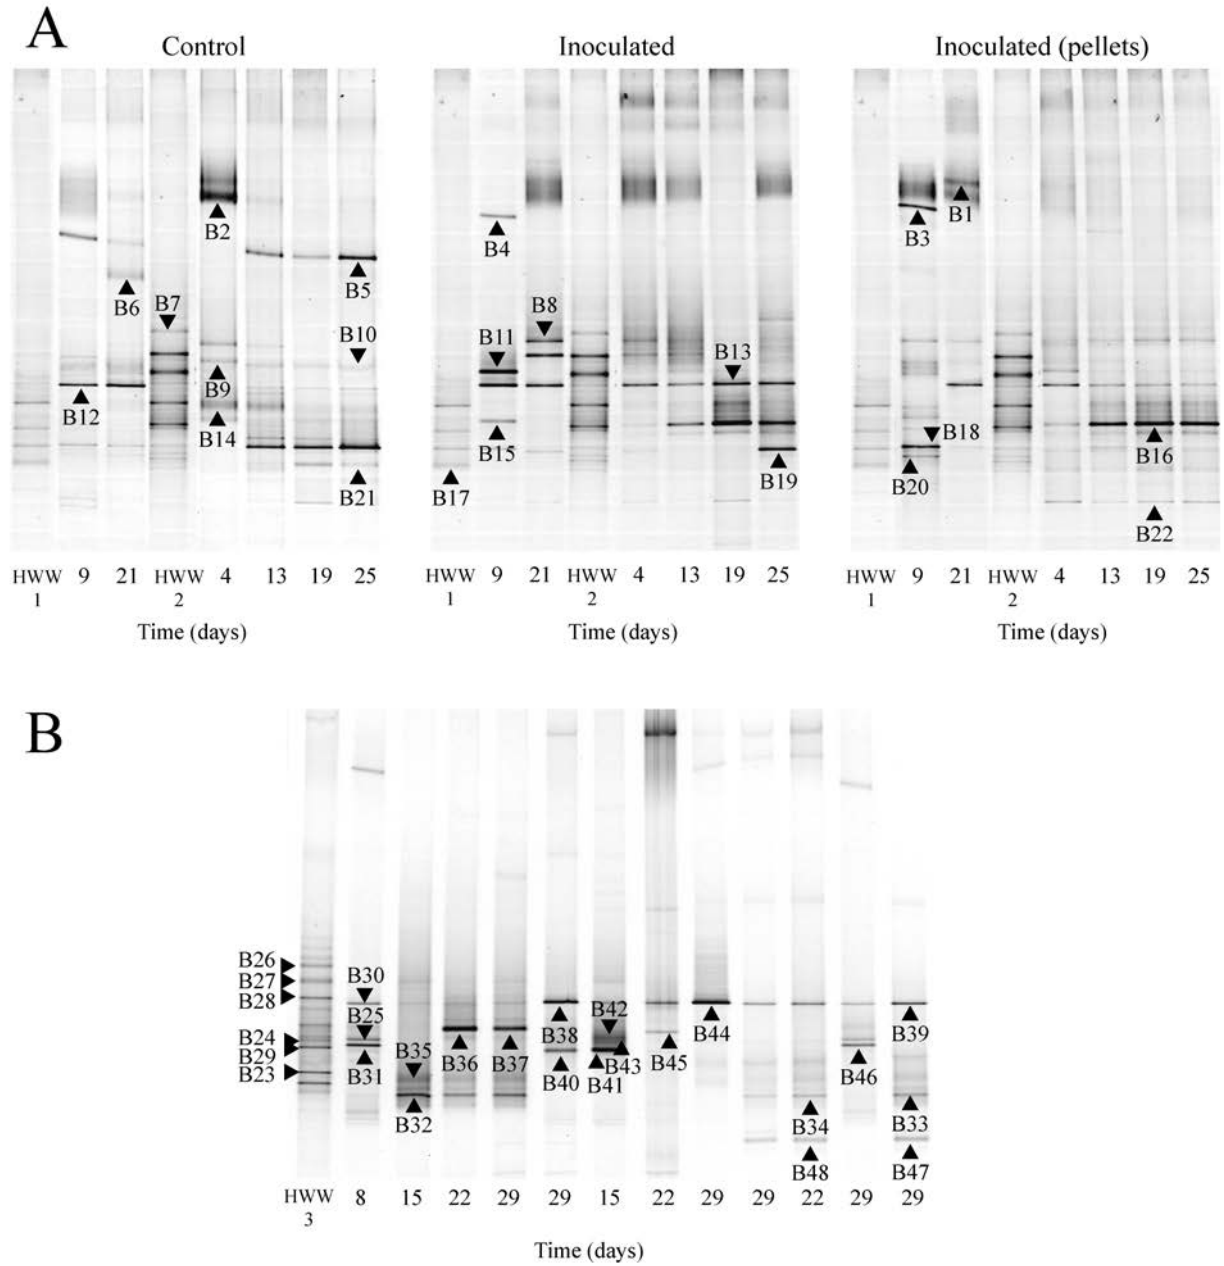 A
Control
Inoculated
Inoculated (pellets)
B2
B6
B7
B5
B10
B12
B9
B14
B21
B4
B8
B11
B13
B15
B17
B19
B3
B1
B18
B20
B16
B22
HWW 9 21 HWW 4 13 19 25
1 2
Time (days)
HWW 9 21 HWW 4 13 19 25
1 2
Time (days)
HWW 9 21 HWW 4 13 19 25
1 2
Time (days)
B
B26
B27
B28
B24
B29
B23
B30
B25
B31
B35
B32
B36
B37
B38
B40
B42
B43
B41
B45
B44
B34
B48
B46
B39
B33
B47
HWW 8 15 22 29 29 15 22 29 29 22 29 29
3
Time (days)